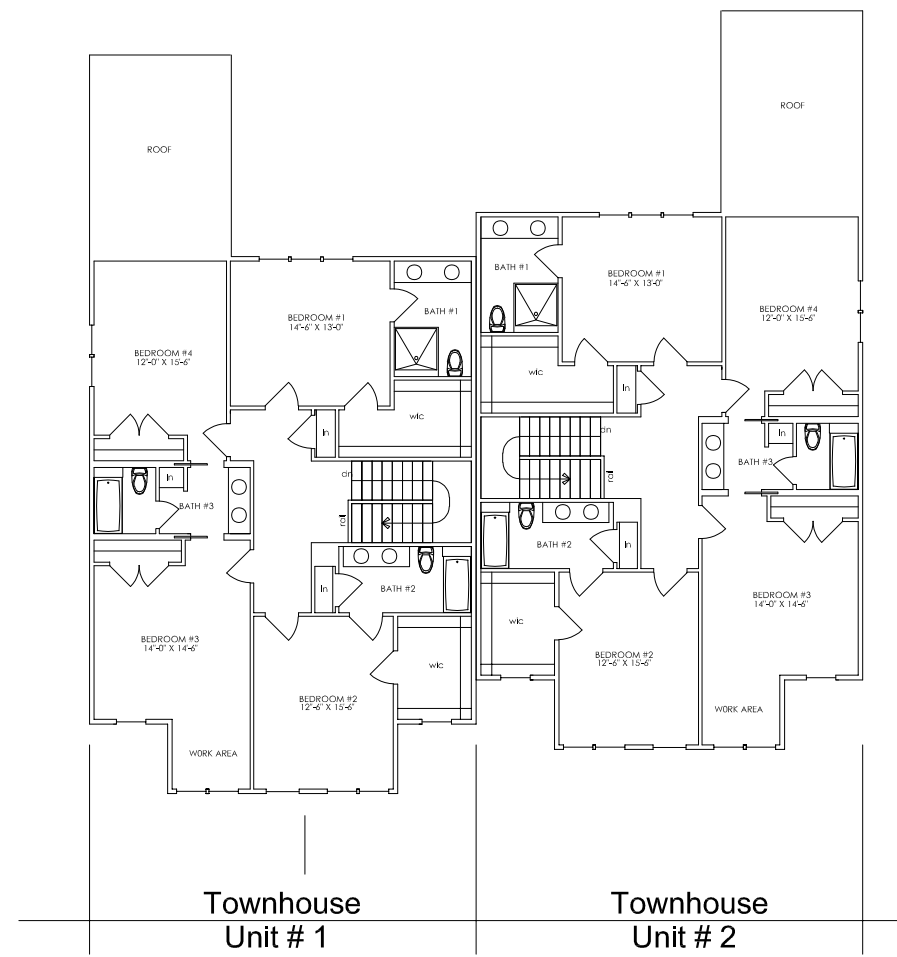 ROOF
BEDROOM #4
12'-0" X 15'-6"
BEDROOM #1
14'-6" X 13'-0"
BATH #1
wic
ln
ln
BATH #3
dn
rail
BATH #2
ln
BEDROOM #3
14'-0" X 14'-6"
BEDROOM #2
12'-6" X 15'-6"
wic
WORK AREA
ROOF
BATH #1
BEDROOM #1
14'-6" X 13'-0"
BEDROOM #4
12'-0" X 15'-6"
wic
ln
dn
ln
BATH #3
rail
BATH #2
ln
wic
BEDROOM #3
14'-0" X 14'-6"
BEDROOM #2
12'-6" X 15'-6"
WORK AREA
Townhouse
Unit # 1
Townhouse
Unit # 2